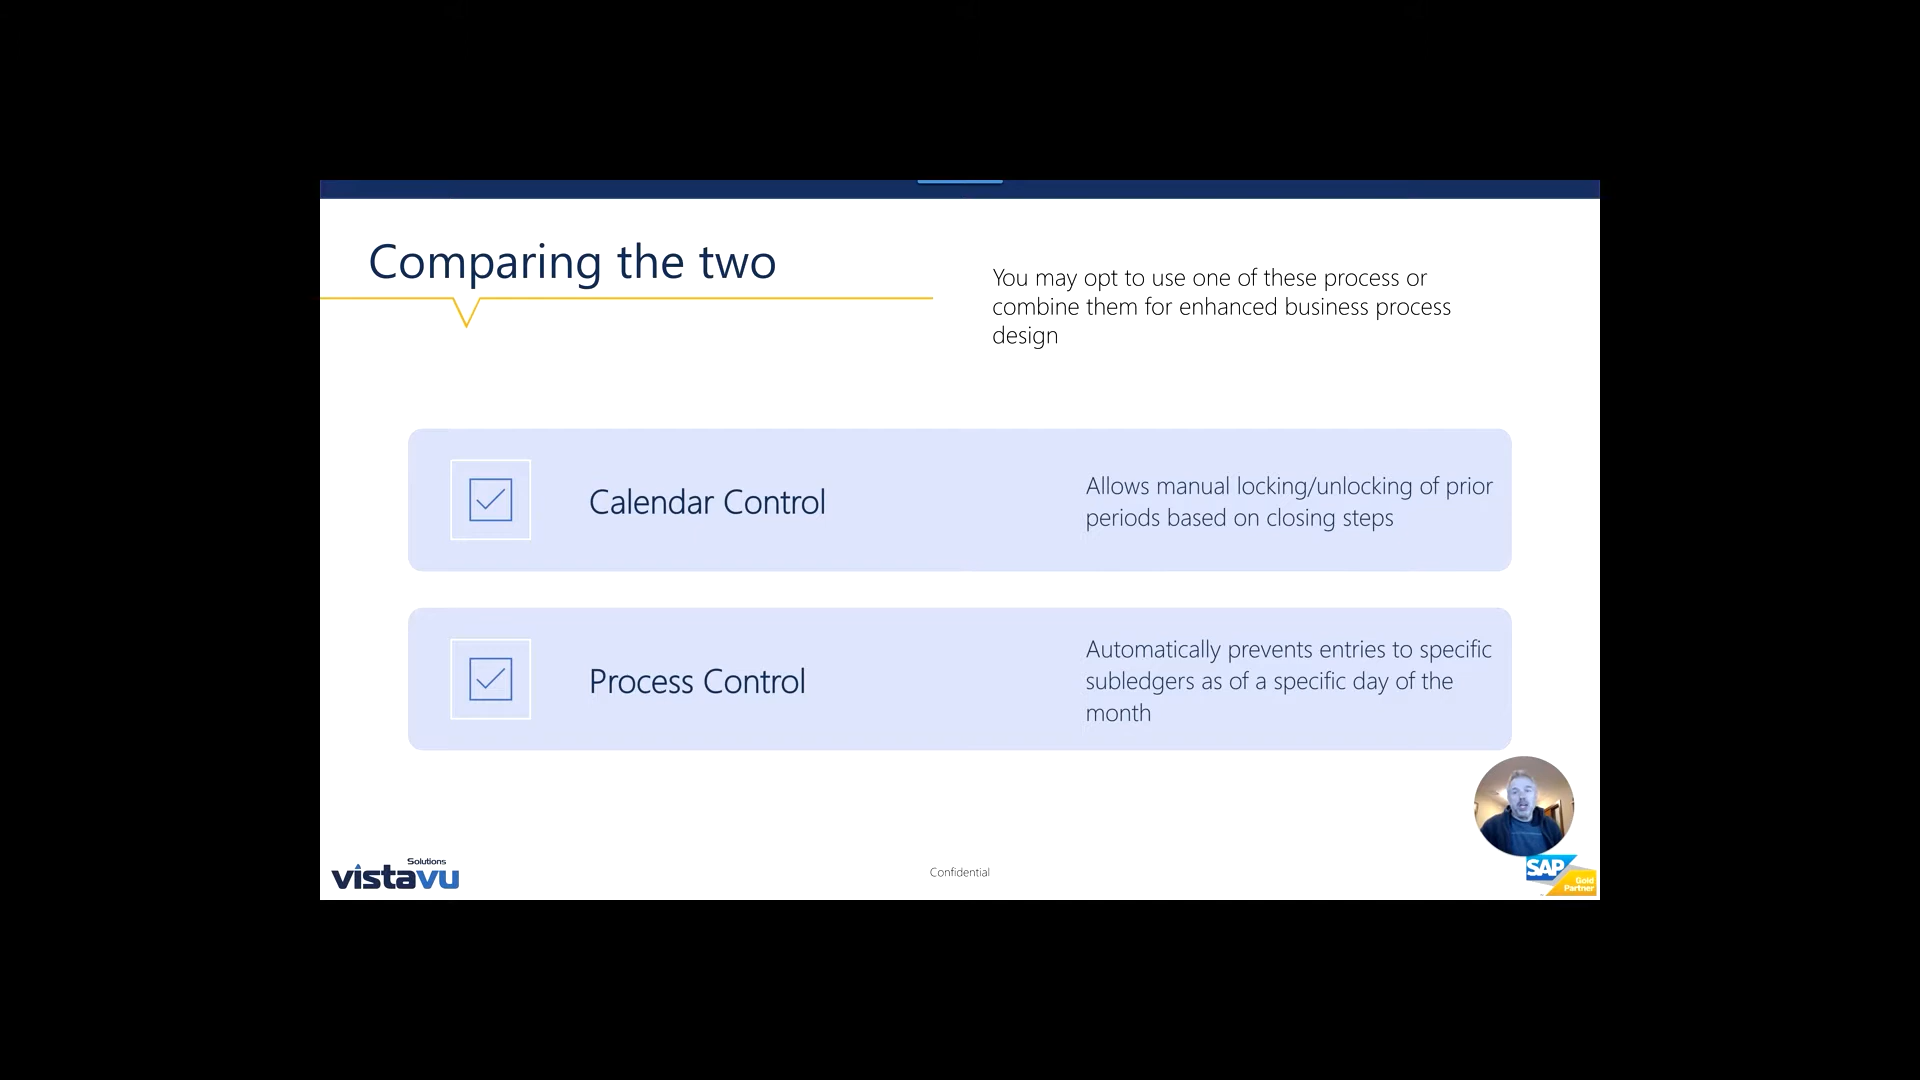 Comparing the two
You may opt to use one of these process or
combine them for enhanced business process
design
Calendar Control
Allows manual locking/unlocking of prior
periods based on closing steps
Process Control
Automatically prevents entries to specific
subledgers as of a specific day of the
month
Solutions
vistavu
Confidential
SAP
Gold
Partner